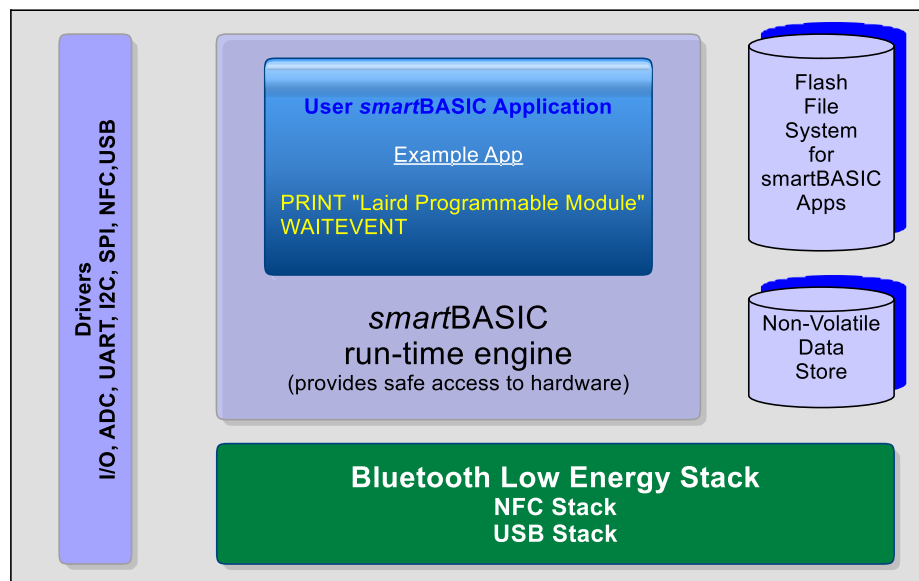 Drivers
I/O, ADC, UART, I2C, SPI, NFC,USB
User smartBASIC Application
Example App
PRINT "Laird Programmable Module"
WAITEVENT
smartBASIC
run-time engine
(provides safe access to hardware)
Flash
File
System
for
smartBASIC
Apps
Non-Volatile
Data
Store
Bluetooth Low Energy Stack
NFC Stack
USB Stack